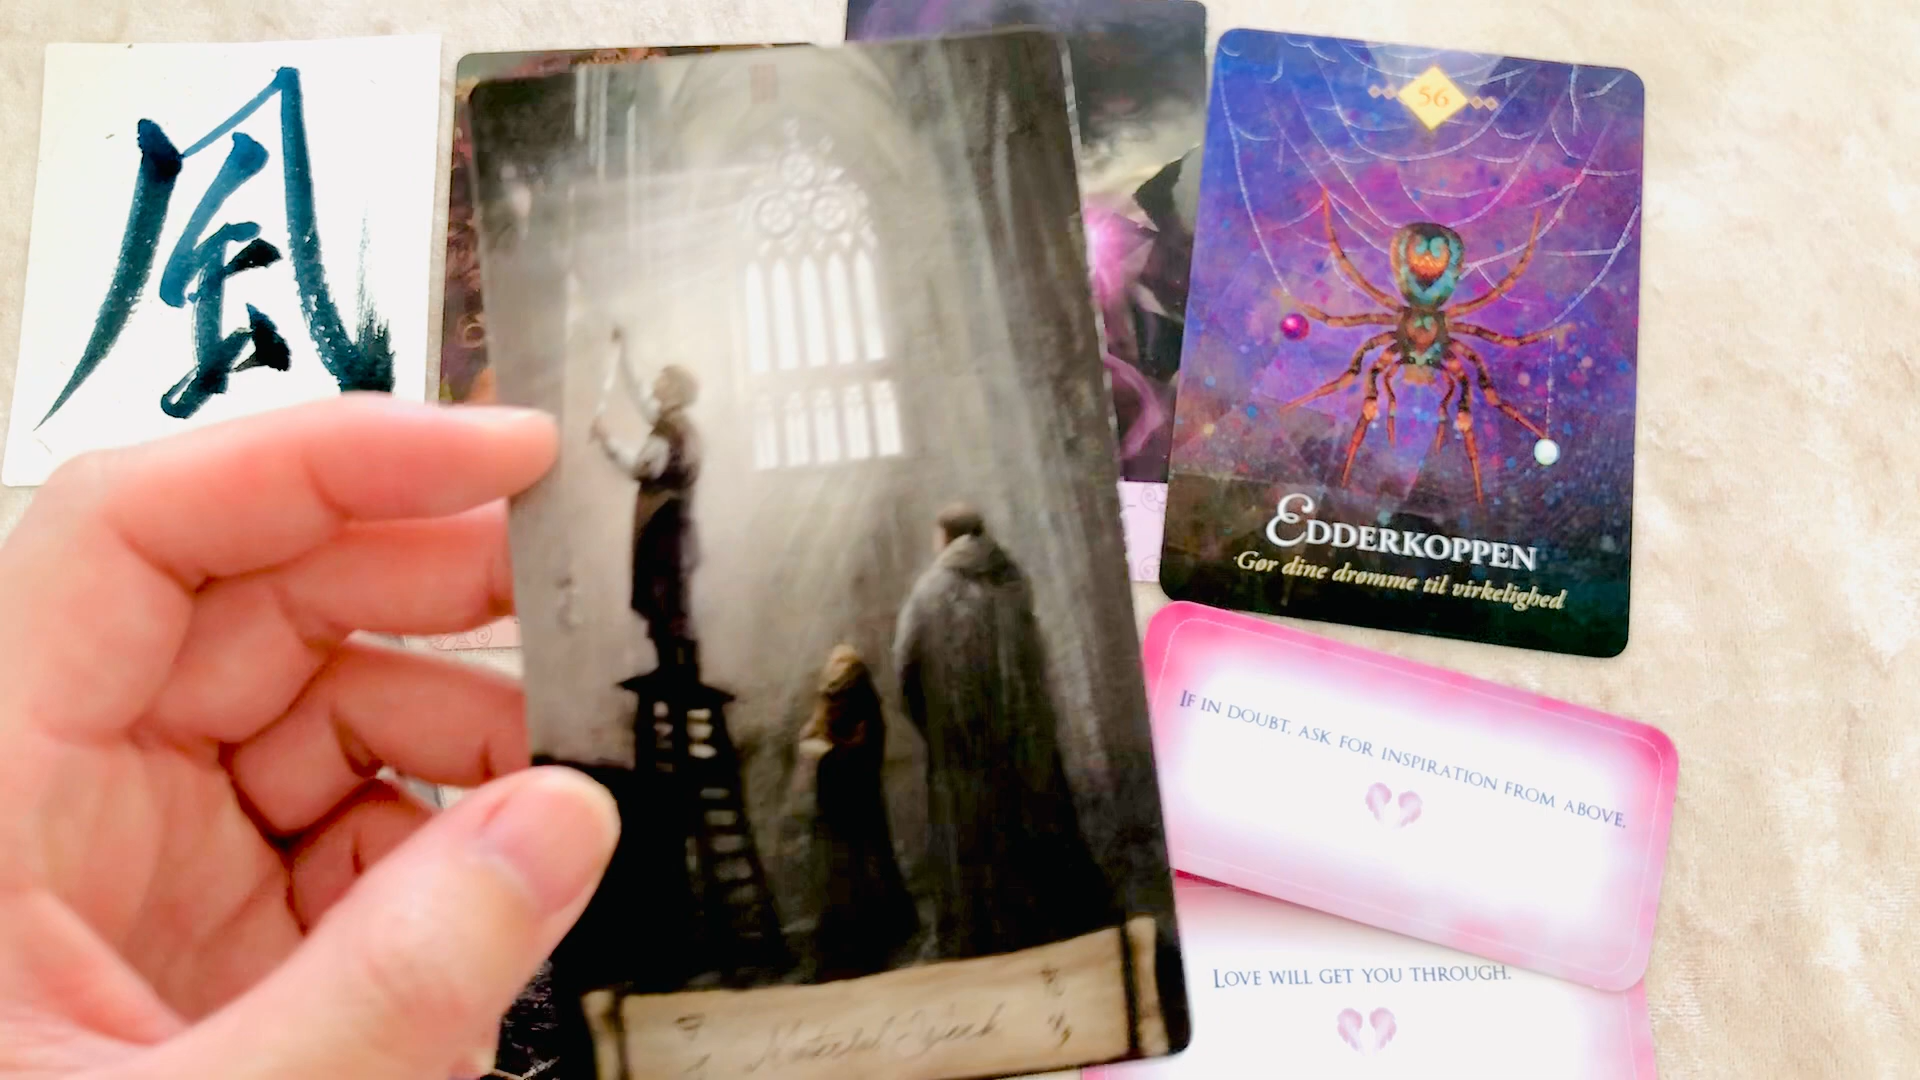 風
III
56
EDDERKOPPEN
Gør dine drømme til virkelighed
IF IN DOUBT, ASK FOR INSPIRATION FROM ABOVE.
LOVE WILL GET YOU THROUGH.